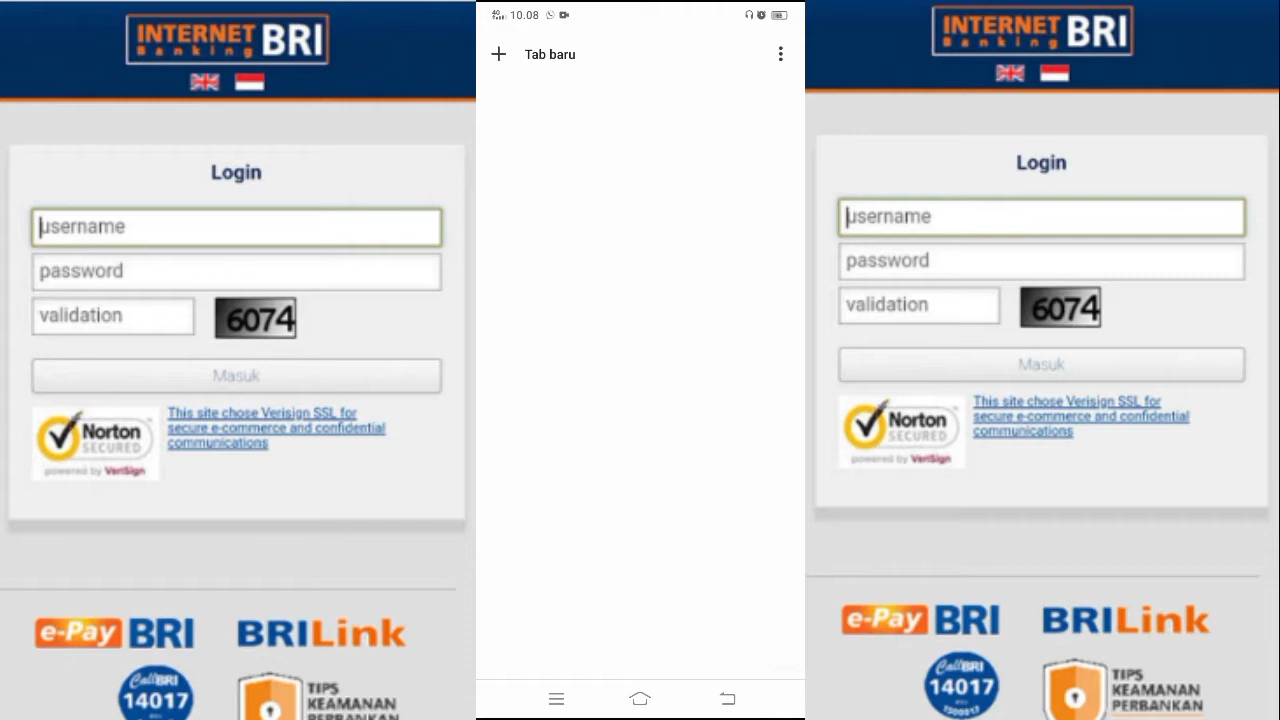 INTERNET
Banking
BRI
Login
username
password
validation
6074
Masuk
Norton
SECURED
powered by VeriSign
This site chose Verisign SSL for
secure e-commerce and confidential
communications
e-Pay BRI
BRILink
CallBRI
14017
TIPS
KEAMANAN
PERBANKAN
4G
10.08
Tab baru
INTERNET
Banking
BRI
Login
username
password
validation
6074
Masuk
Norton
SECURED
powered by VeriSign
This site chose Verisign SSL for
secure e-commerce and confidential
communications
e-Pay BRI
BRILink
CallBRI
14017
1500017
TIPS
KEAMANAN
PERBANKAN